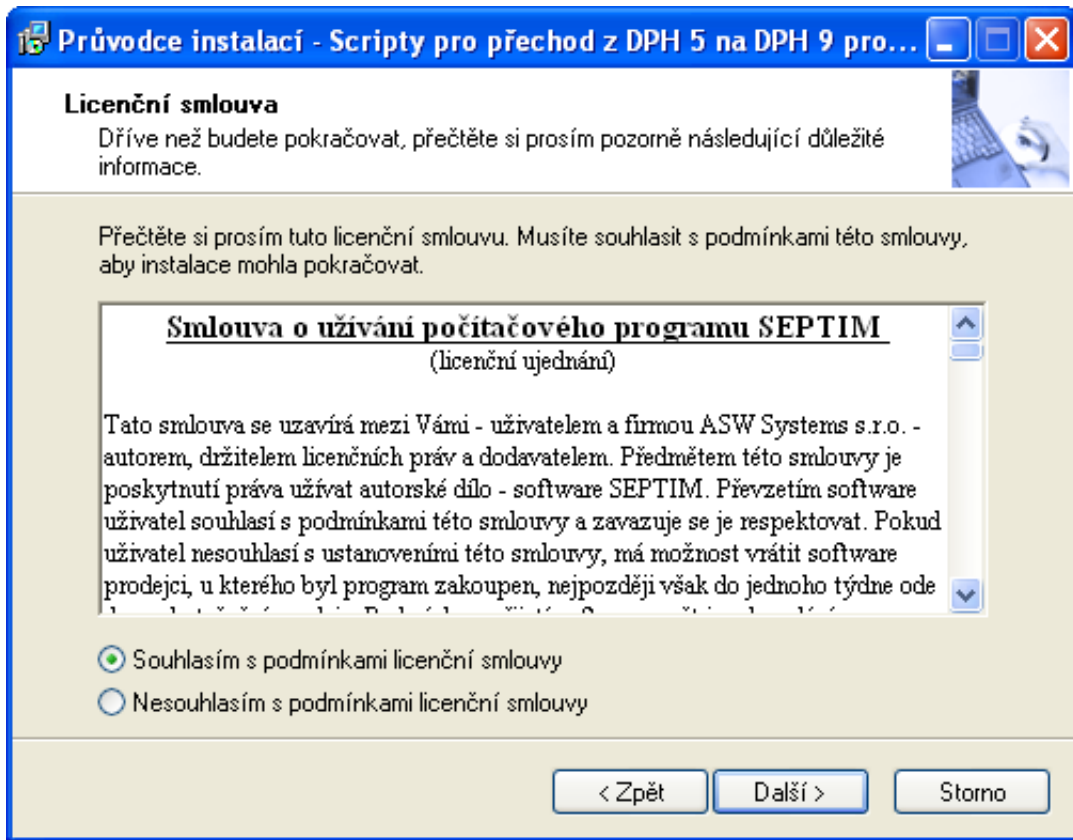 Průvodce instalací - Scripty pro přechod z DPH 5 na DPH 9 pro...
Licenční smlouva
Dříve než budete pokračovat, přečtěte si prosím pozorně následující důležité
informace.
Přečtěte si prosím tuto licenční smlouvu. Musíte souhlasit s podmínkami této smlouvy,
aby instalace mohla pokračovat.
Smlouva o užívání počítačového programu SEPTIM
(licenční ujednání)
Tato smlouva se uzavírá mezi Vámi - uživatelem a firmou ASW Systems s.r.o. -
autorem, držitelem licenčních práv a dodavatelem. Předmětem této smlouvy je
poskytnutí práva užívat autorské dílo - software SEPTIM. Převzetím software
uživatel souhlasí s podmínkami této smlouvy a zavazuje se je respektovat. Pokud
uživatel nesouhlasí s ustanoveními této smlouvy, má možnost vrátit software
prodejci, u kterého byl program zakoupen, nejpozději však do jednoho týdne ode
Souhlasím s podmínkami licenční smlouvy
Nesouhlasím s podmínkami licenční smlouvy
< Zpět
Další >
Storno